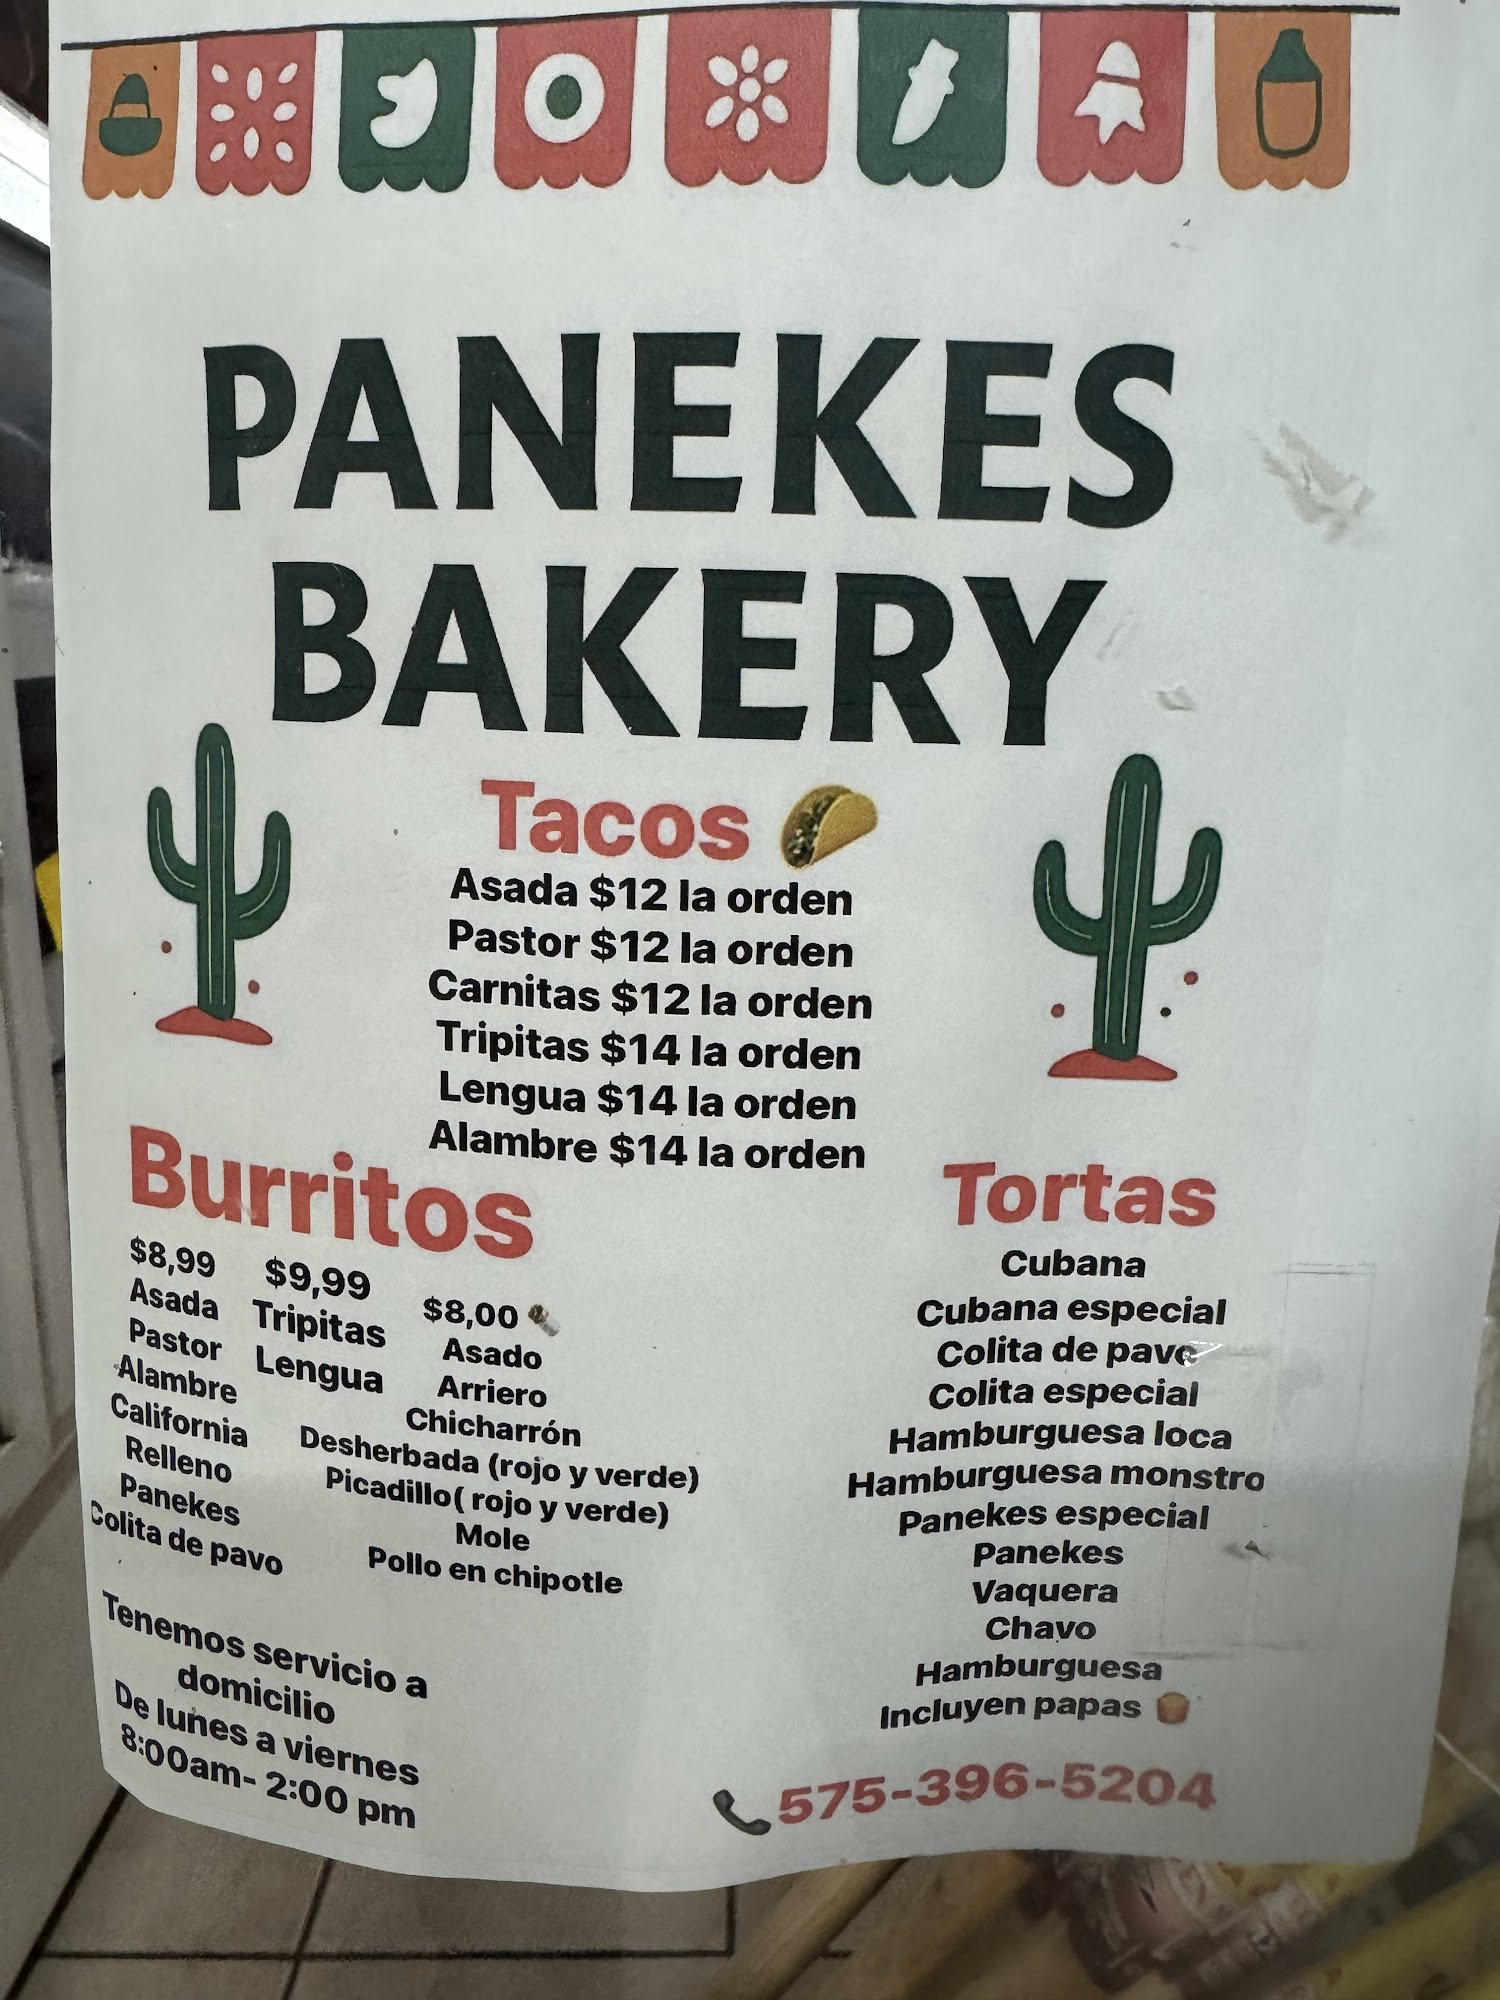 PANEKES
BAKERY
Tacos
Asada $12 la orden
Pastor $12 la orden
Carnitas $12 la orden
Tripitas $14 la orden
Lengua $14 la orden
Alambre $14 la orden
Burritos
$8,99
Asada
Pastor
Alambre
California
Relleno
Panekes
Colita de pavo
$9,99
Tripitas
Lengua
$8,00
Asado
Arriero
Chicharrón
Desherbada (rojo y verde)
Picadillo( rojo y verde)
Mole
Pollo en chipotle
Tortas
Cubana
Cubana especial
Colita de pavo
Colita especial
Hamburguesa loca
Hamburguesa monstro
Panekes especial
Panekes
Vaquera
Chavo
Hamburguesa
Incluyen papas
Tenemos servicio a
domicilio
De lunes a viernes
8:00am- 2:00 pm
575-396-5204